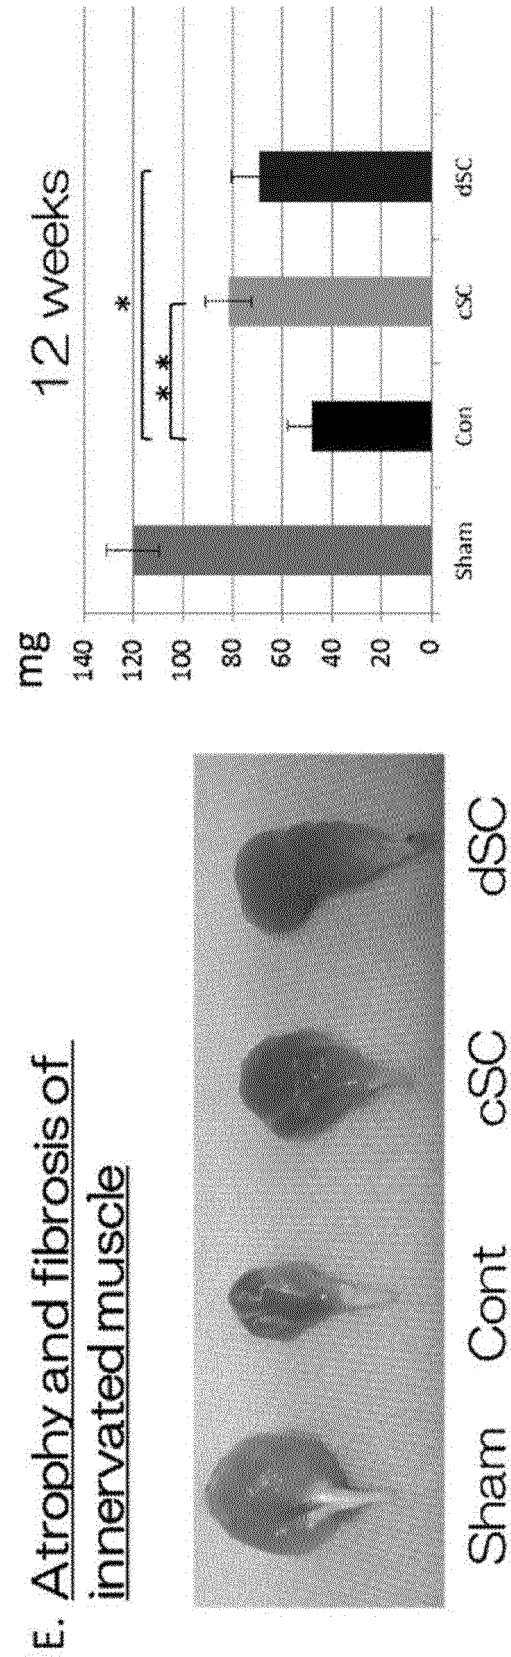 E. Atrophy and fibrosis of
innervated muscle
Sham Cont cSC dSC
mg
12 weeks
140
120
100
80
60
40
20
0
*
**
Sham Con cSC dSC